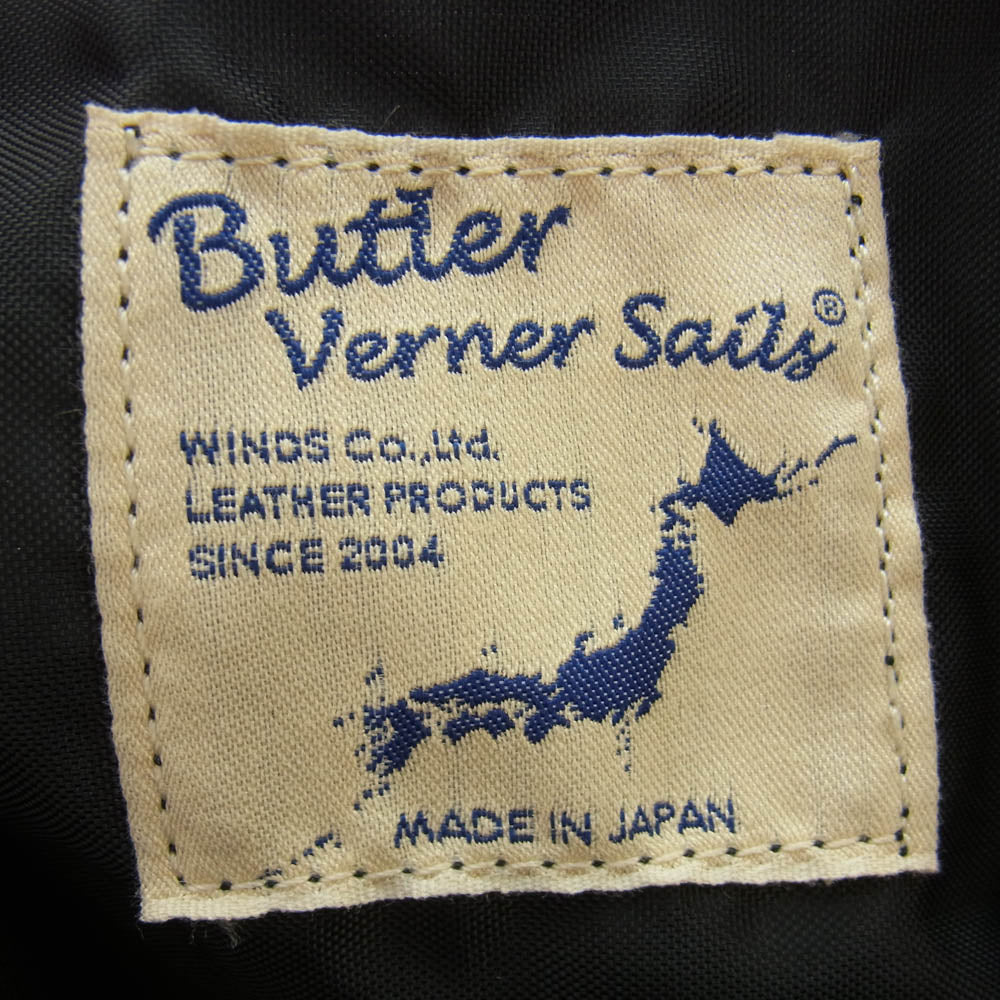 Butler
Verner Sails®
WINDS Co.,Ltd.
LEATHER PRODUCTS
SINCE 2004
MADE IN JAPAN